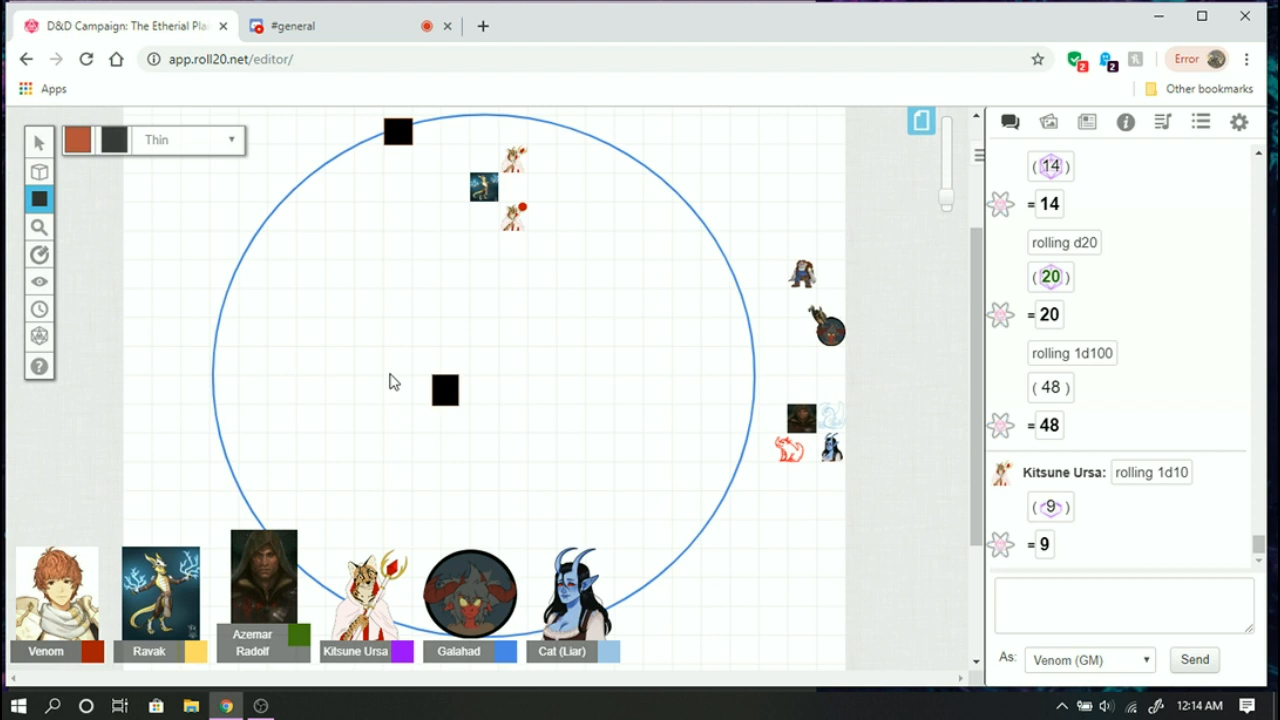 D&D Campaign: The Etherial Pla
#general
app.roll20.net/editor/
2
2
Error
Apps
Other bookmarks
Thin
(14)
= 14
rolling d20
(20)
= 20
rolling 1d100
(48)
= 48
Kitsune Ursa: rolling 1d10
(9)
= 9
Venom
Ravak
Azemar
Radolf
Kitsune Ursa
Galahad
Cat (Liar)
As: Venom (GM) Send
12:14 AM